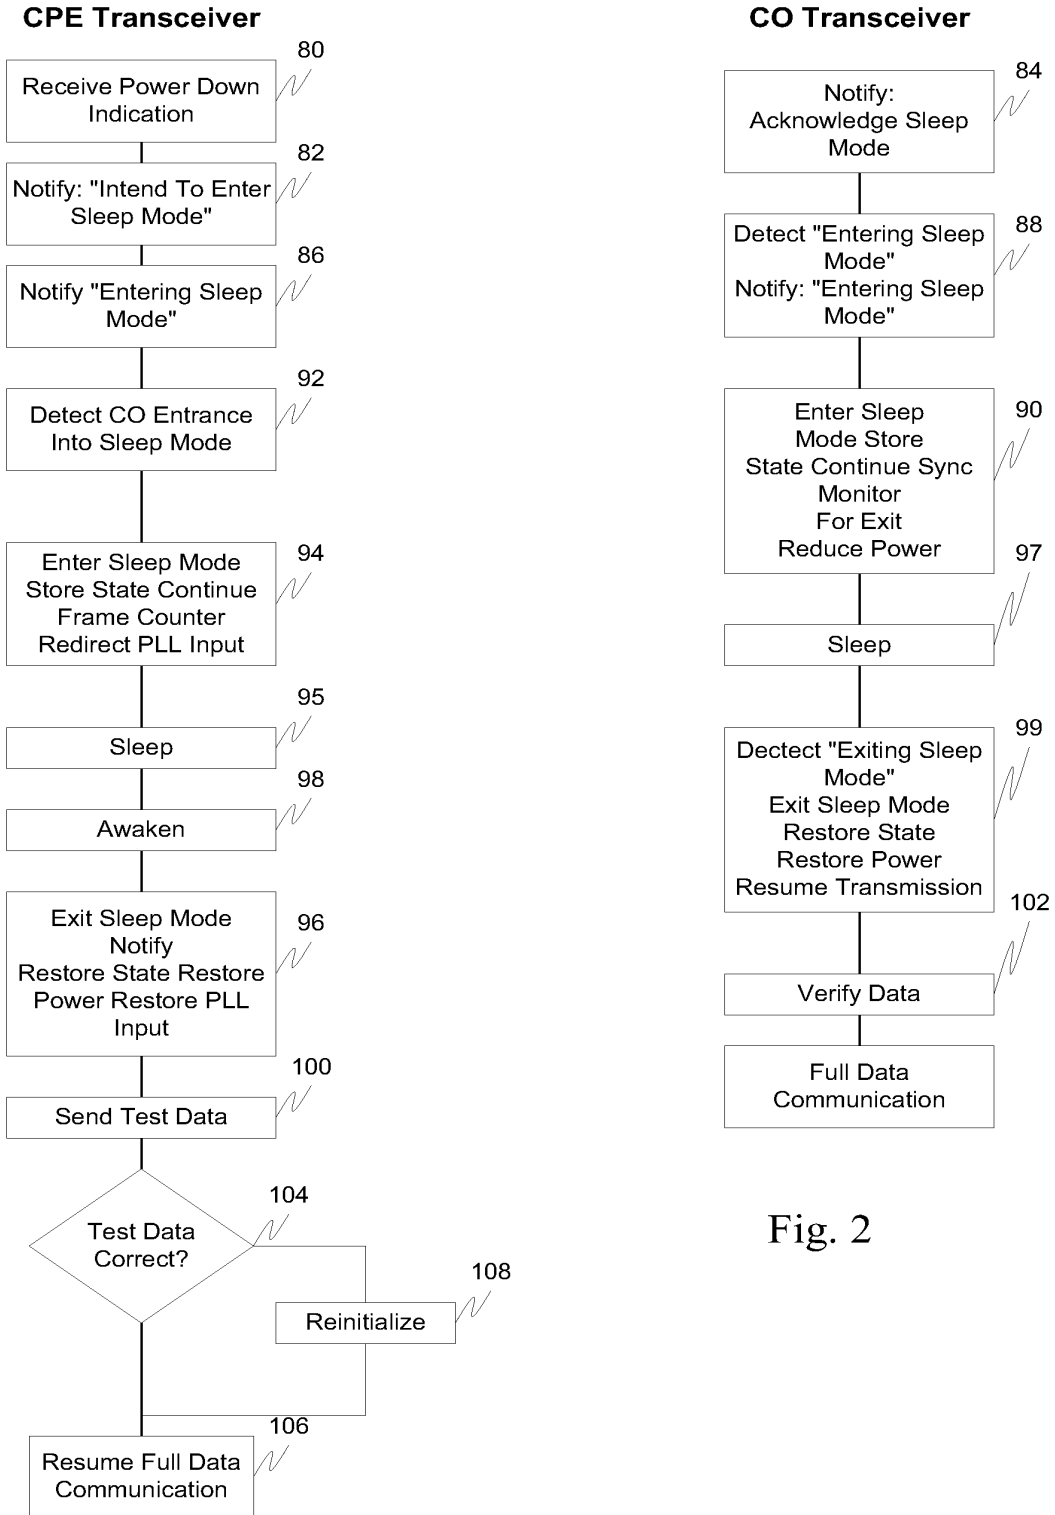 CPE Transceiver
80
Receive Power Down
Indication
82
Notify: "Intend To Enter
Sleep Mode"
86
Notify "Entering Sleep
Mode"
92
Detect CO Entrance
Into Sleep Mode
94
Enter Sleep Mode
Store State Continue
Frame Counter
Redirect PLL Input
95
Sleep
98
Awaken
96
Exit Sleep Mode
Notify
Restore State Restore
Power Restore PLL
Input
100
Send Test Data
104
Test Data
Correct?
108
Reinitialize
106
Resume Full Data
Communication
CO Transceiver
84
Notify:
Acknowledge Sleep
Mode
88
Detect "Entering Sleep
Mode"
Notify: "Entering Sleep
Mode"
90
Enter Sleep
Mode Store
State Continue Sync
Monitor
For Exit
Reduce Power
97
Sleep
99
Dectect "Exiting Sleep
Mode"
Exit Sleep Mode
Restore State
Restore Power
Resume Transmission
102
Verify Data
Full Data
Communication
Fig. 2